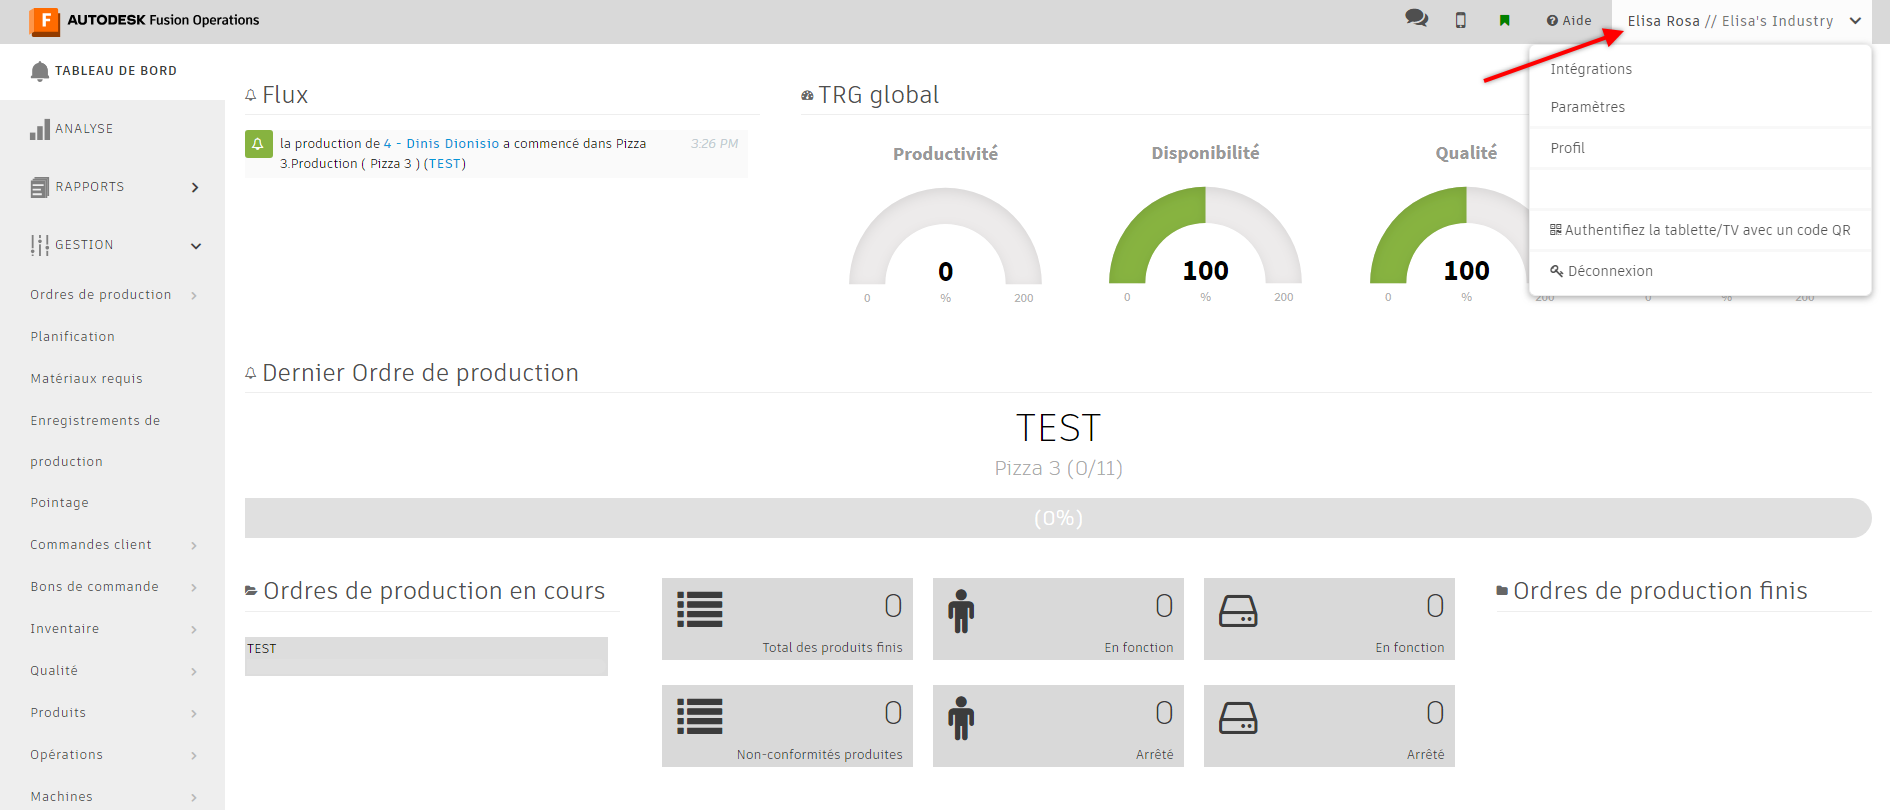 F AUTODESK Fusion Operations
Aide
Elisa Rosa // Elisa's Industry
TABLEAU DE BORD
ANALYSE
RAPPORTS
GESTION
Ordres de production
Planification
Matériaux requis
Enregistrements de
production
Pointage
Commandes client
Bons de commande
Inventaire
Qualité
Produits
Opérations
Machines
Intégrations
Paramètres
Profil
Authentifiez la tablette/TV avec un code QR
Déconnexion
Flux
la production de 4 - Dinis Dionisio a commencé dans Pizza
3.Production ( Pizza 3 ) (TEST)
3:26 PM
TRG global
Productivité
0
0 % 200
Disponibilité
100
0 % 200
Qualité
100
0 % 200
0 % 200
Dernier Ordre de production
TEST
Pizza 3 (0/11)
(0%)
Ordres de production en cours
TEST
0
Total des produits finis
0
En fonction
0
En fonction
0
Non-conformités produites
0
Arrêté
0
Arrêté
Ordres de production finis